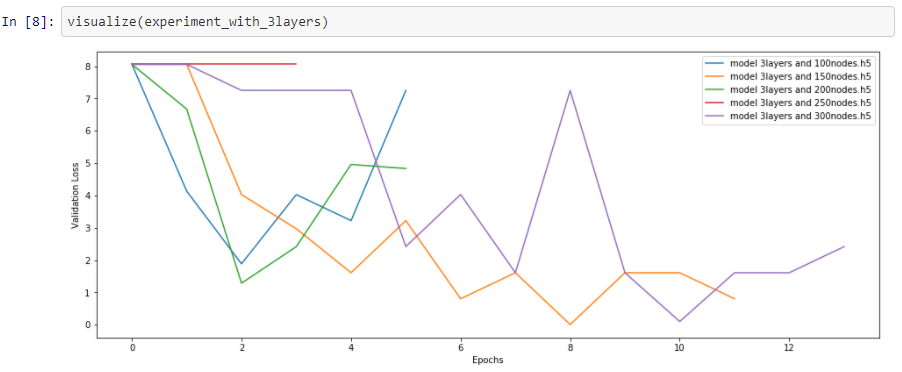 In [8]: visualize(experiment_with_3layers)
model 3layers and 100nodes.h5
model 3layers and 150nodes.h5
model 3layers and 200nodes.h5
model 3layers and 250nodes.h5
model 3layers and 300nodes.h5
8
7
6
5
4
3
2
1
0
Validation Loss
0 2 4 6 8 10 12
Epochs